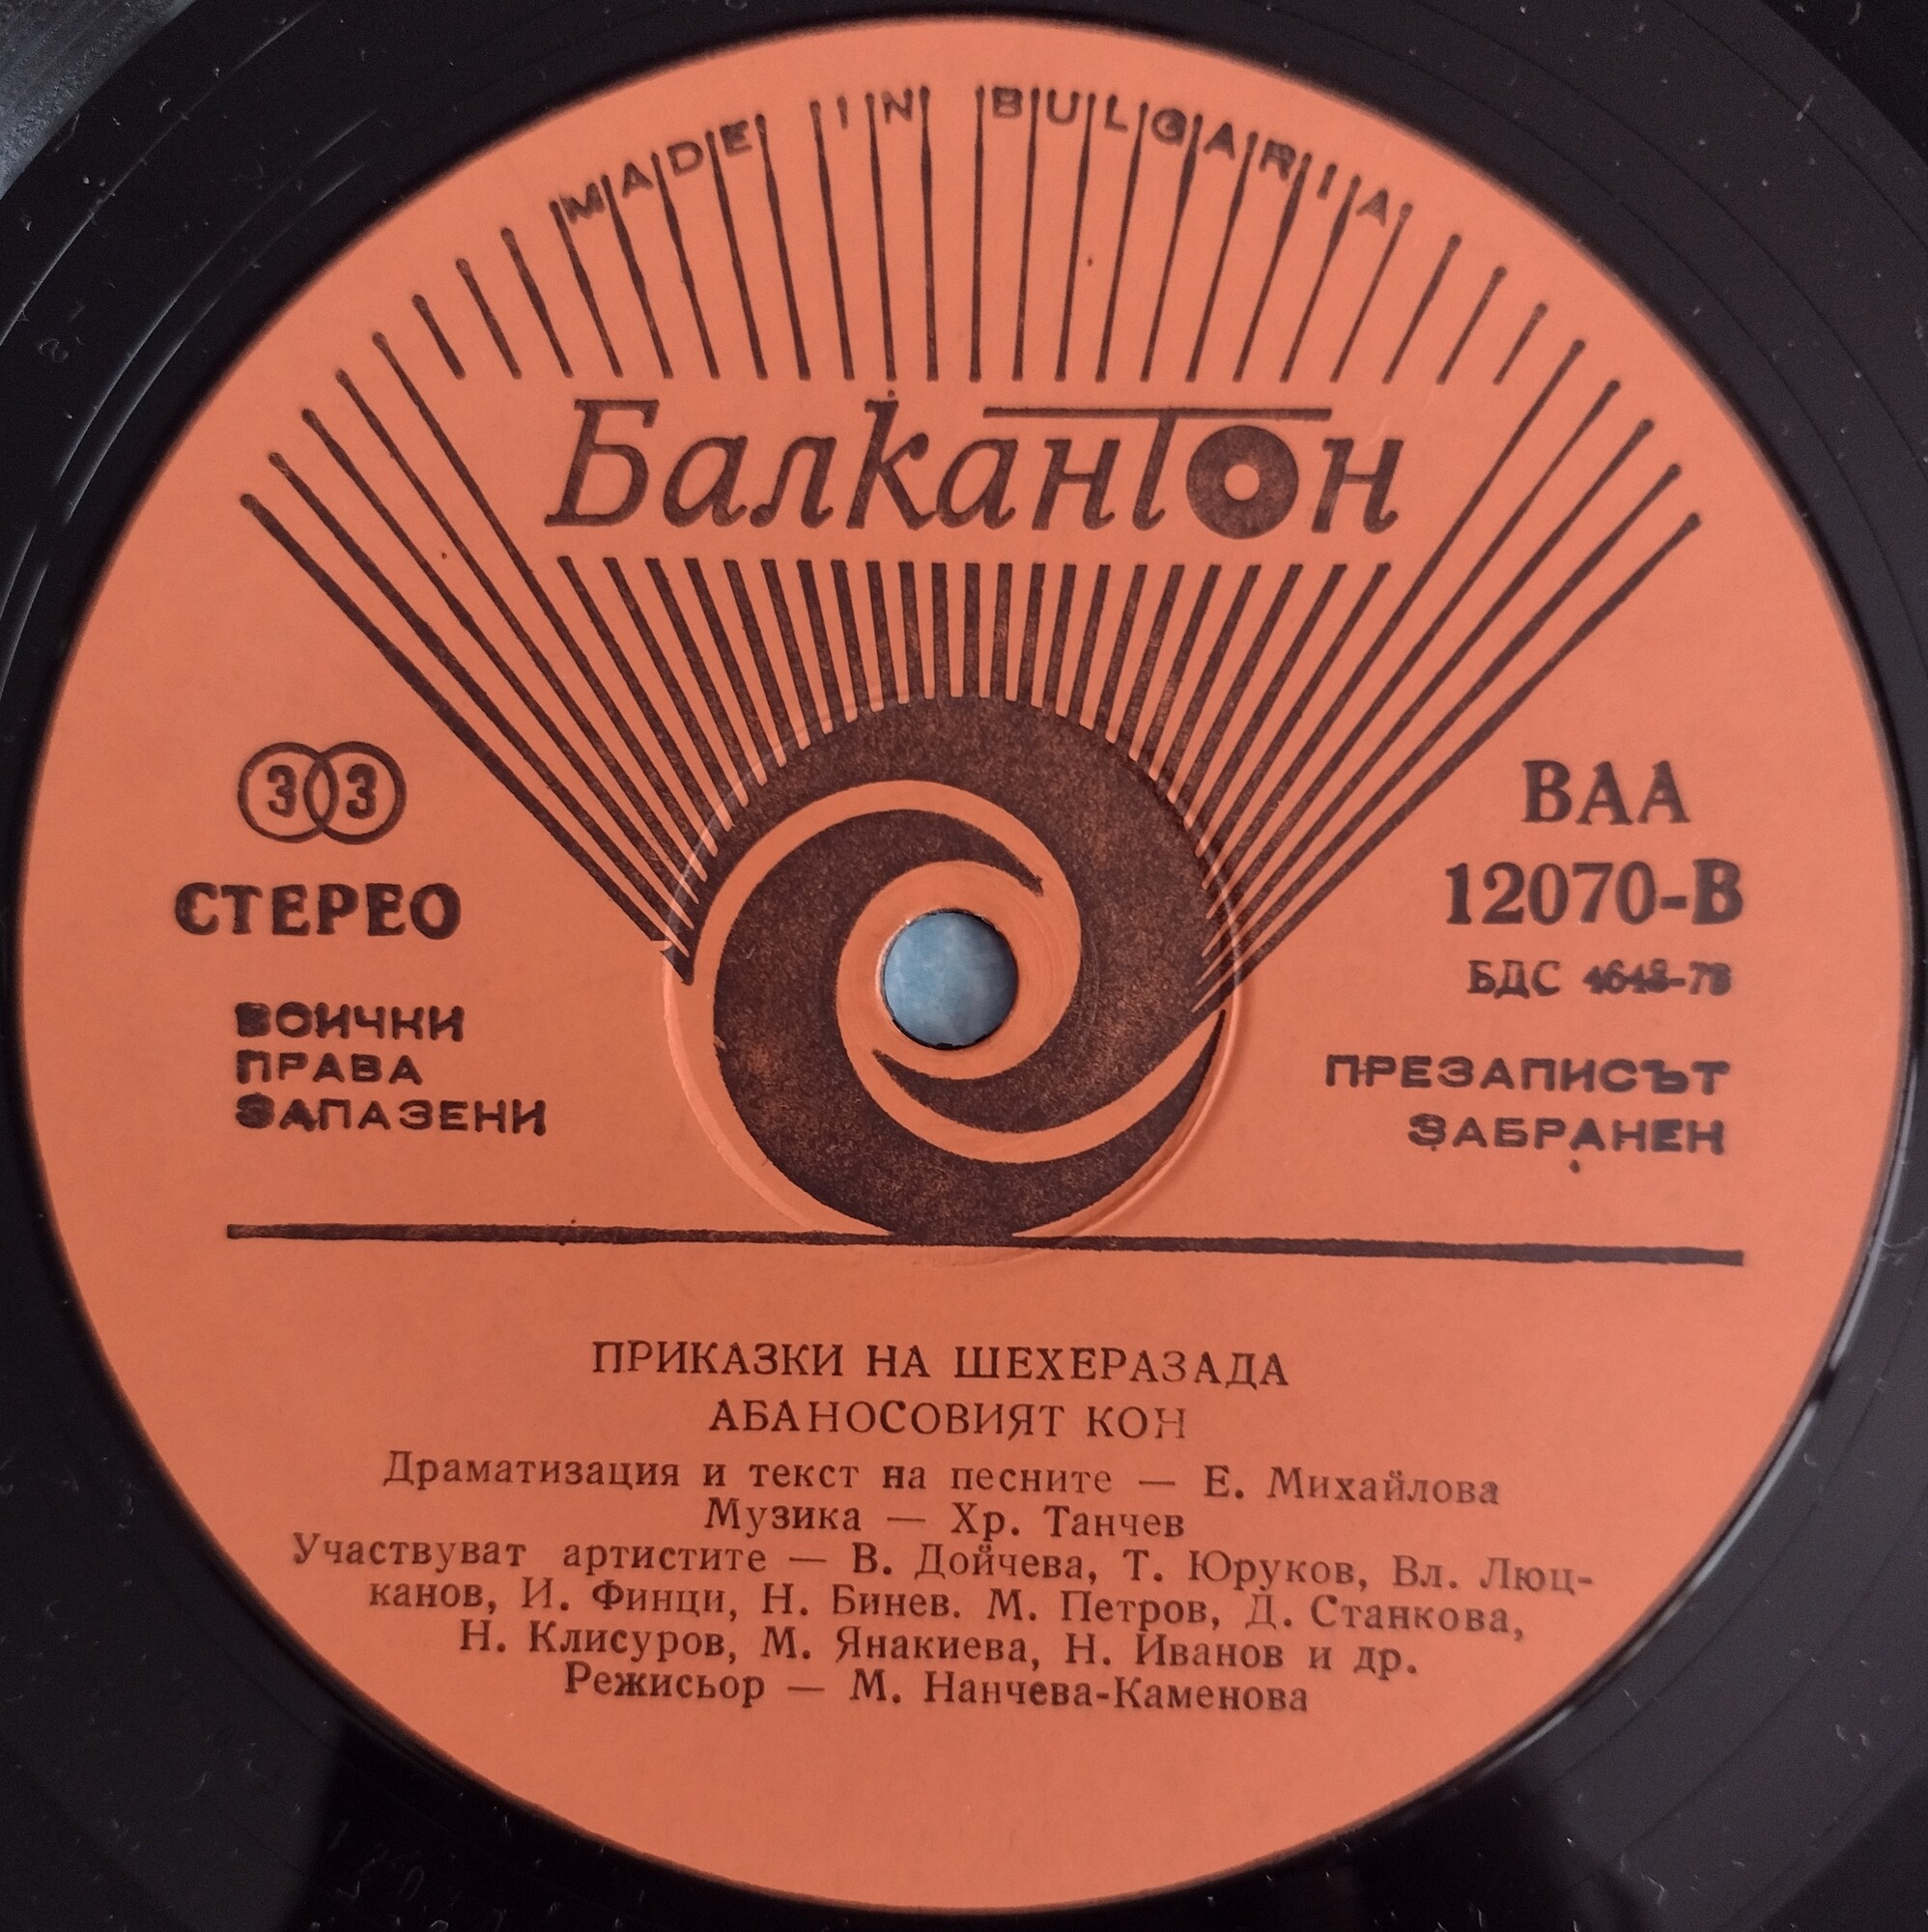 MADE IN BULGARIA
Балкантон
33
СТЕРЕО
ВСИЧКИ
ПРАВА
ЗАПАЗЕНИ
ВАА
12070-В
БДС 4648-78
ПРЕЗАПИСЪТ
ЗАБРАНЕН
ПРИКАЗКИ НА ШЕХЕРАЗАДА
АБАНОСОВИЯТ КОН
Драматизация и текст на песните — Е. Михайлова
Музика — Хр. Танчев
Участвуват артистите — В. Дойчева, Т. Юруков, Вл. Люц-
канов, И. Финци, Н. Бинев. М. Петров, Д. Станкова,
Н. Клисуров, М. Янакиева, Н. Иванов и др.
Режисьор — М. Нанчева-Каменова